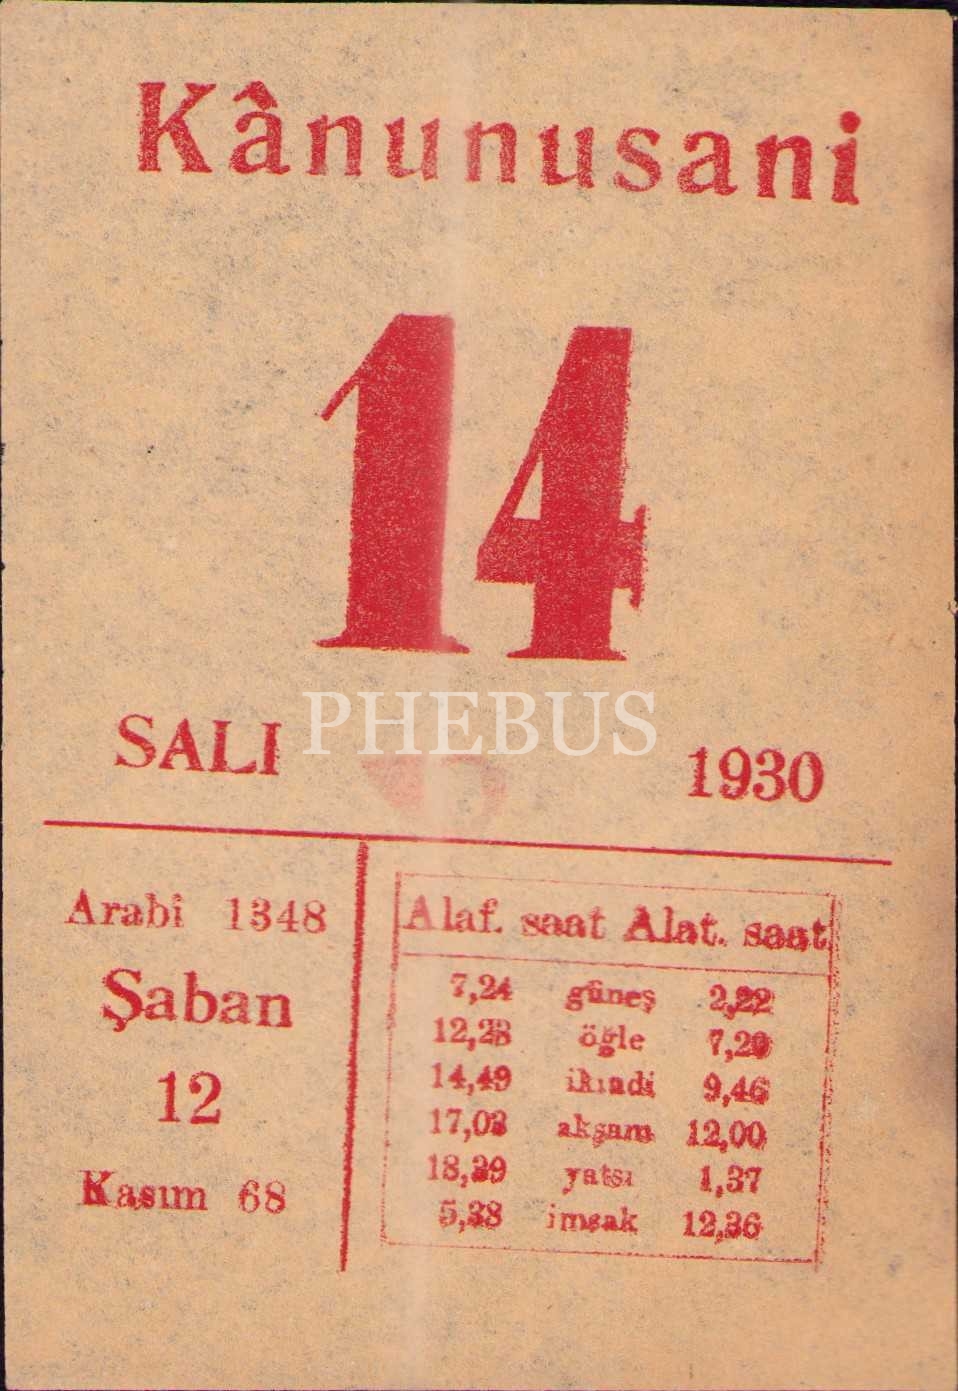 Kânunusani
14
SALI 1930
PHEBUS
Arabi 1348
Şaban
12
Kasım 68
Alaf. saat Alat. saat
7,24 güneş 2,22
12,23 öğle 7,20
14,49 ikindi 9,46
17,03 akşam 12,00
18,39 yatsı 1,37
5,38 imsak 12,36